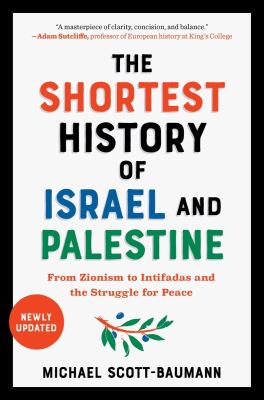 "A masterpiece of clarity, concision, and balance."
—Adam Sutcliffe, professor of European history at King's College
THE
SHORTEST
HISTORY
OF
ISRAEL AND
PALESTINE
From Zionism to Intifadas and
the Struggle for Peace
NEWLY
UPDATED
MICHAEL SCOTT-BAUMANN